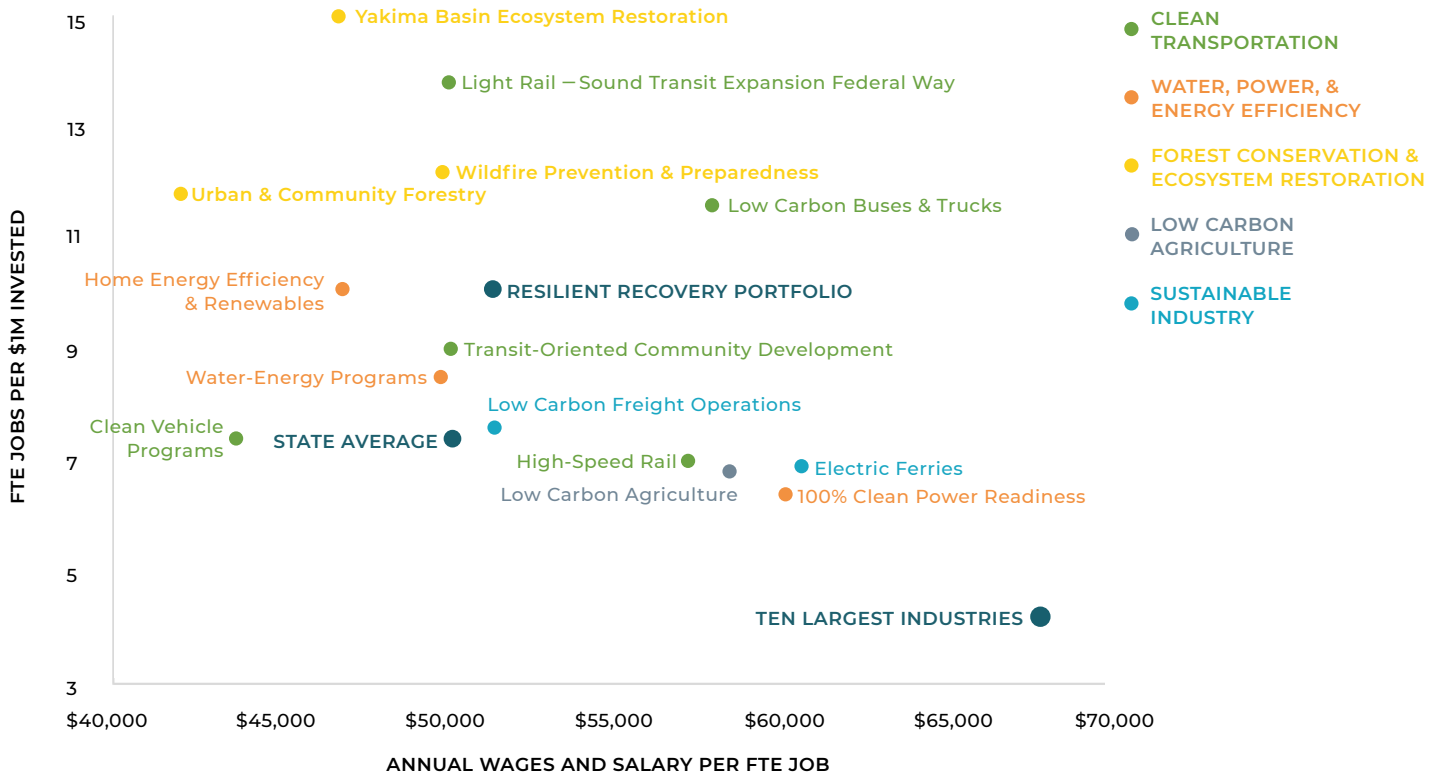 15
13
11
9
7
5
3
FTE JOBS PER $1M INVESTED
Yakima Basin Ecosystem Restoration
Light Rail – Sound Transit Expansion Federal Way
Wildfire Prevention & Preparedness
Urban & Community Forestry
Low Carbon Buses & Trucks
Home Energy Efficiency
& Renewables
RESILIENT RECOVERY PORTFOLIO
Transit-Oriented Community Development
Water-Energy Programs
Low Carbon Freight Operations
Clean Vehicle
Programs
STATE AVERAGE
High-Speed Rail
Electric Ferries
Low Carbon Agriculture
100% Clean Power Readiness
TEN LARGEST INDUSTRIES
$40,000
$45,000
$50,000
$55,000
$60,000
$65,000
$70,000
ANNUAL WAGES AND SALARY PER FTE JOB
CLEAN
TRANSPORTATION
WATER, POWER, &
ENERGY EFFICIENCY
FOREST CONSERVATION &
ECOSYSTEM RESTORATION
LOW CARBON
AGRICULTURE
SUSTAINABLE
INDUSTRY